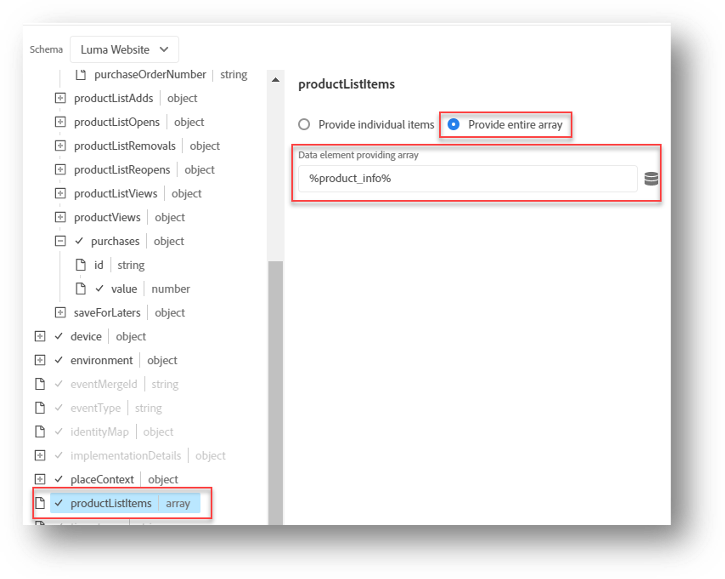 Schema Luma Website
purchaseOrderNumber string
productListAdds object
productListOpens object
productListRemovals object
productListReopens object
productListViews object
productViews object
purchases object
id string
value number
saveForLaters object
device object
environment object
eventMergeId string
eventType string
identityMap object
implementationDetails object
placeContext object
productListItems array
productListItems
Provide individual items Provide entire array
Data element providing array
%product_info%